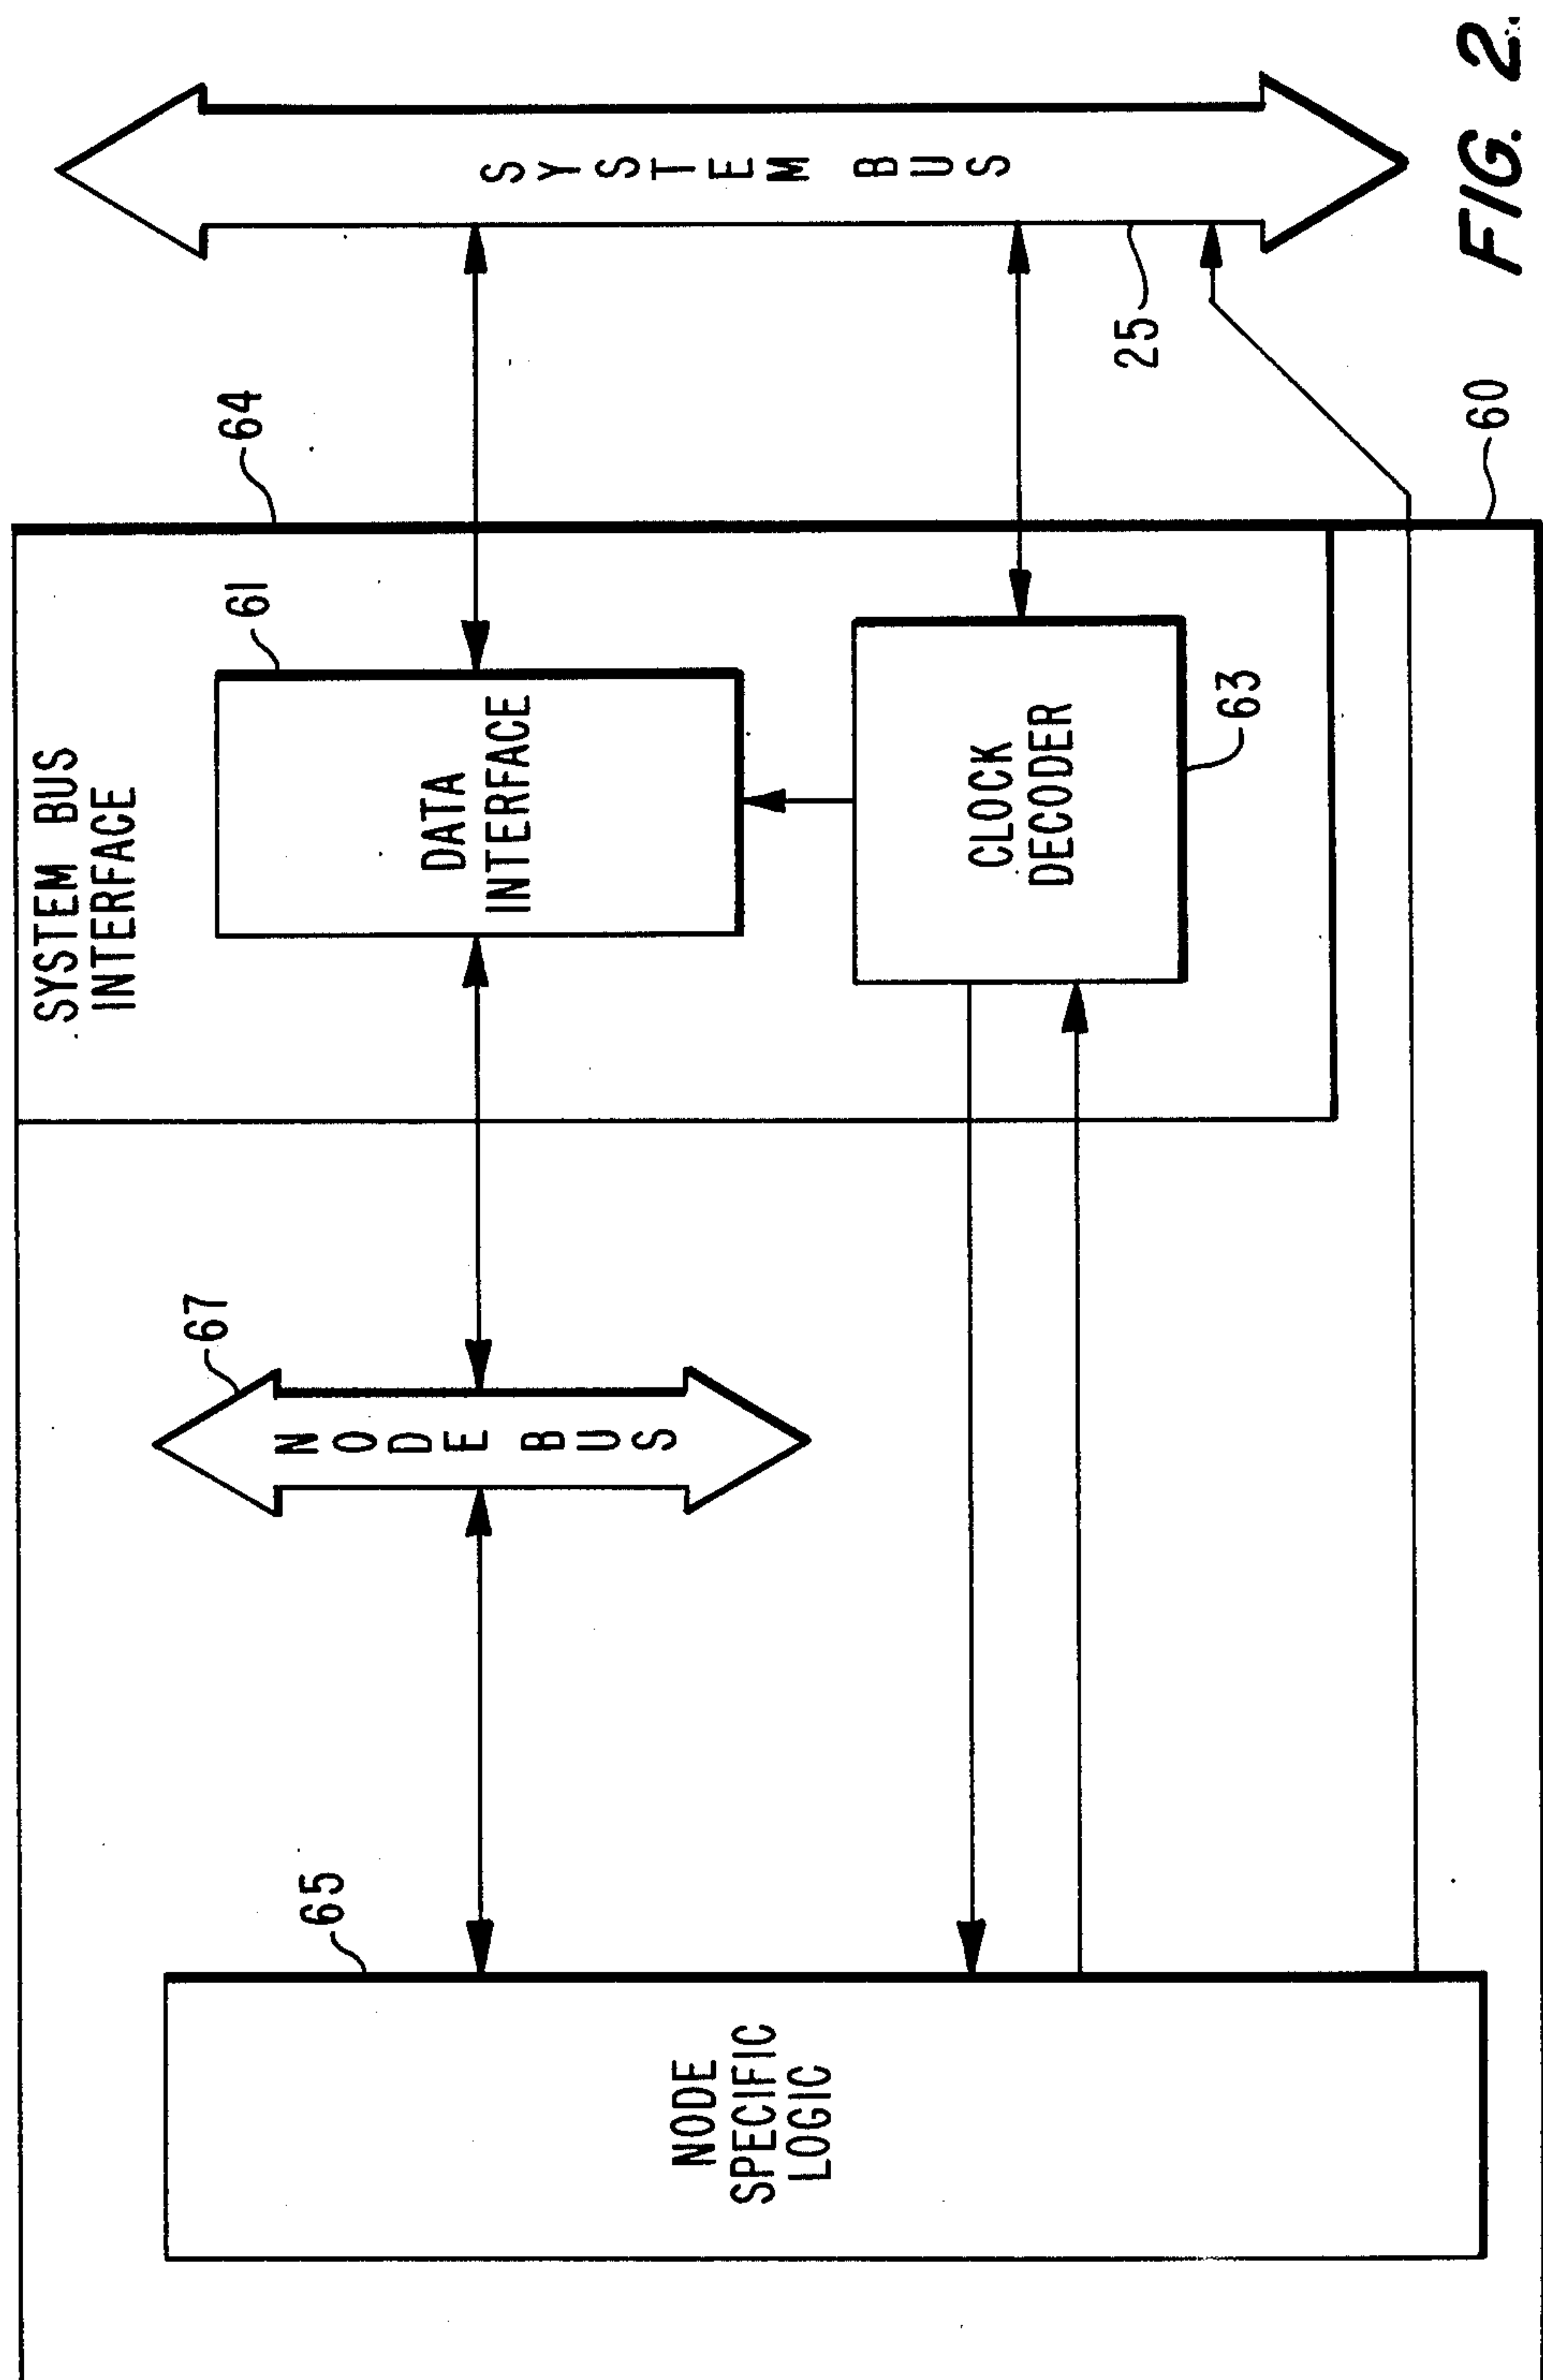 SYSTEM BUS
INTERFACE
64
61
DATA
INTERFACE
CLOCK
DECODER
63
67
NODE BUS
65
NODE
SPECIFIC
LOGIC
SYSTEM BUS
25
60
FIG. 2.